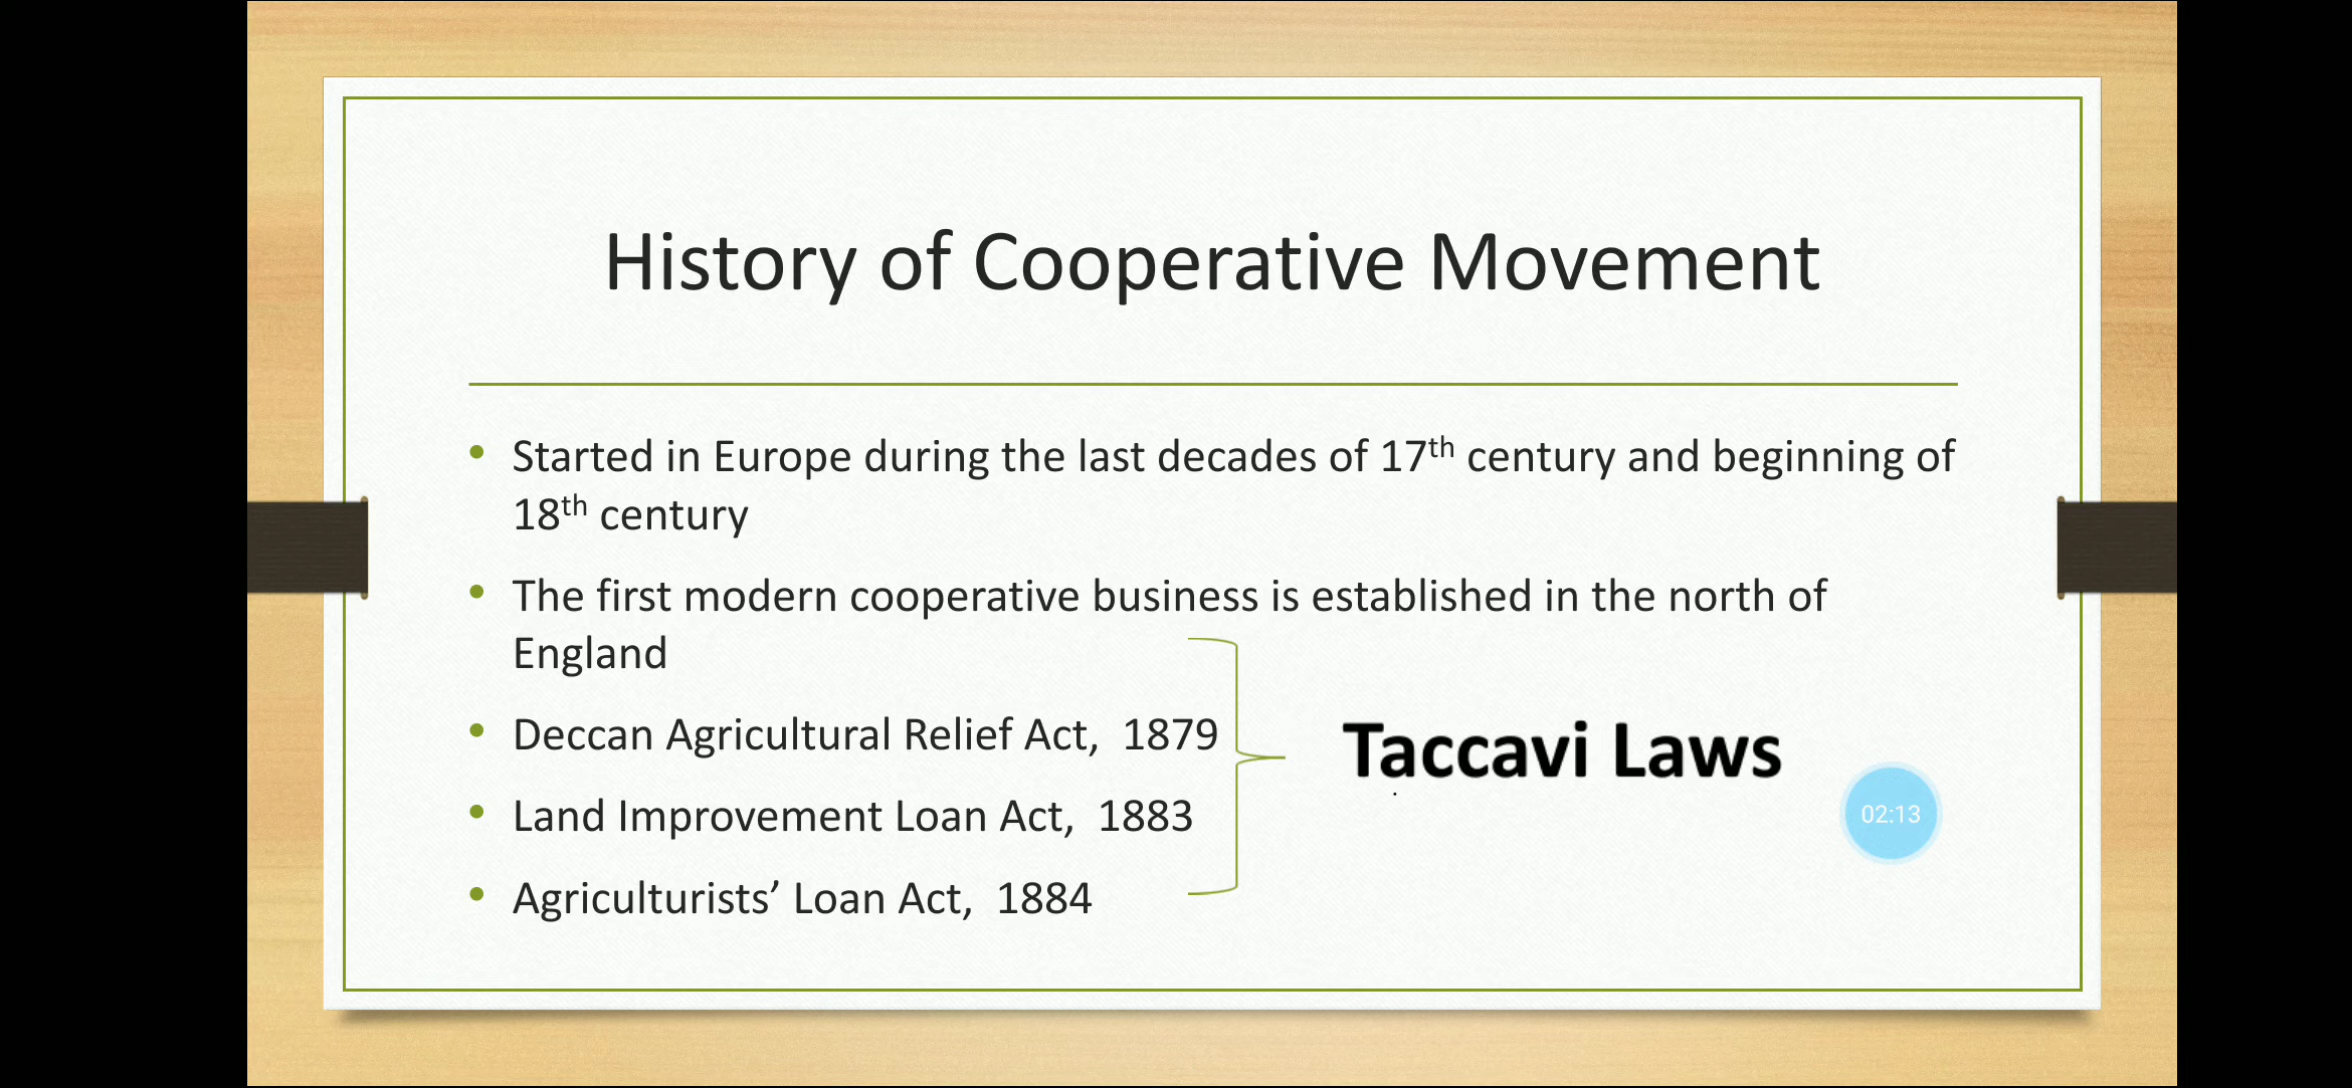 History of Cooperative Movement
• Started in Europe during the last decades of 17th century and beginning of
18th century
• The first modern cooperative business is established in the north of
England
• Deccan Agricultural Relief Act, 1879
• Land Improvement Loan Act, 1883
• Agriculturists’ Loan Act, 1884
Taccavi Laws
02:13